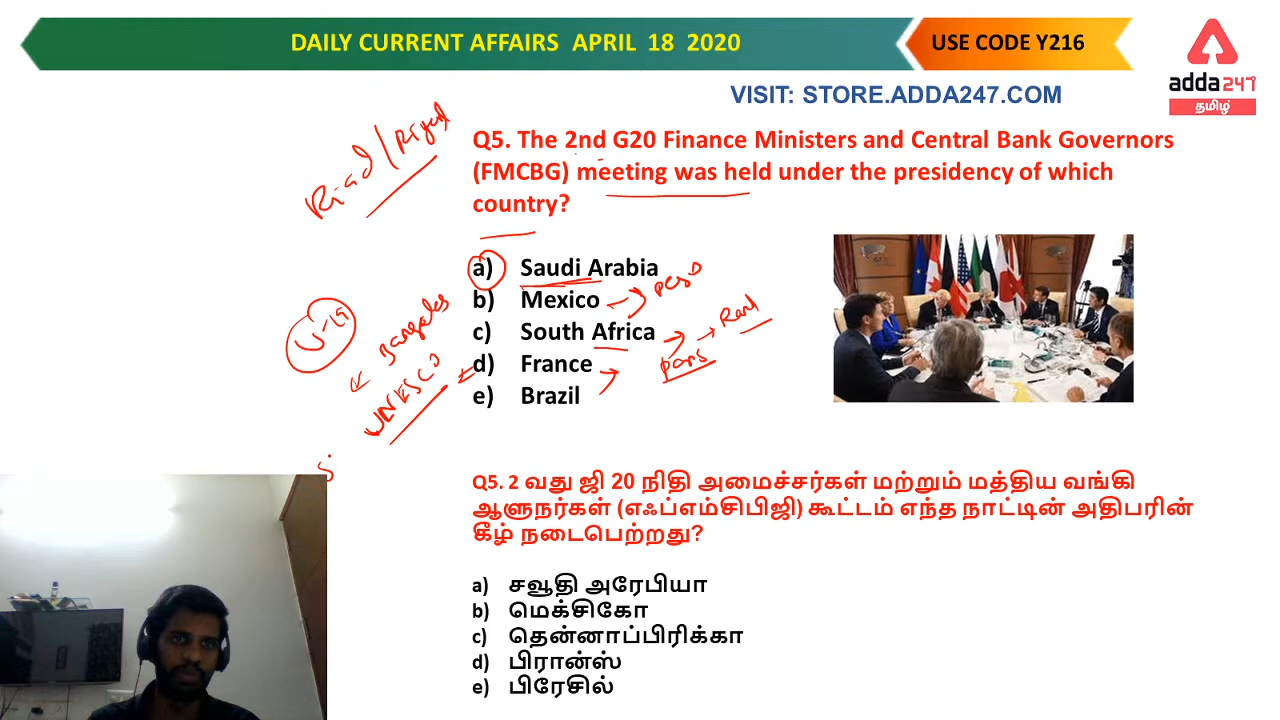 DAILY CURRENT AFFAIRS APRIL 18 2020
USE CODE Y216
adda247
தமிழ்
VISIT: STORE.ADDA247.COM
Riad/Riyad
Q5. The 2nd G20 Finance Ministers and Central Bank Governors
(FMCBG) meeting was held under the presidency of which
country?
a) Saudi Arabia
b) Mexico
c) South Africa
d) France
e) Brazil
UNESCO
Q5. 2 வது ஜி 20 நிதி அமைச்சர்கள் மற்றும் மத்திய வங்கி
ஆளுநர்கள் (எஃப்எம்சிபிஜி) கூட்டம் எந்த நாட்டின் அதிபரின்
கீழ் நடைபெற்றது?
a) சவூதி அரேபியா
b) மெக்சிகோ
c) தென்னாப்பிரிக்கா
d) பிரான்ஸ்
e) பிரேசில்